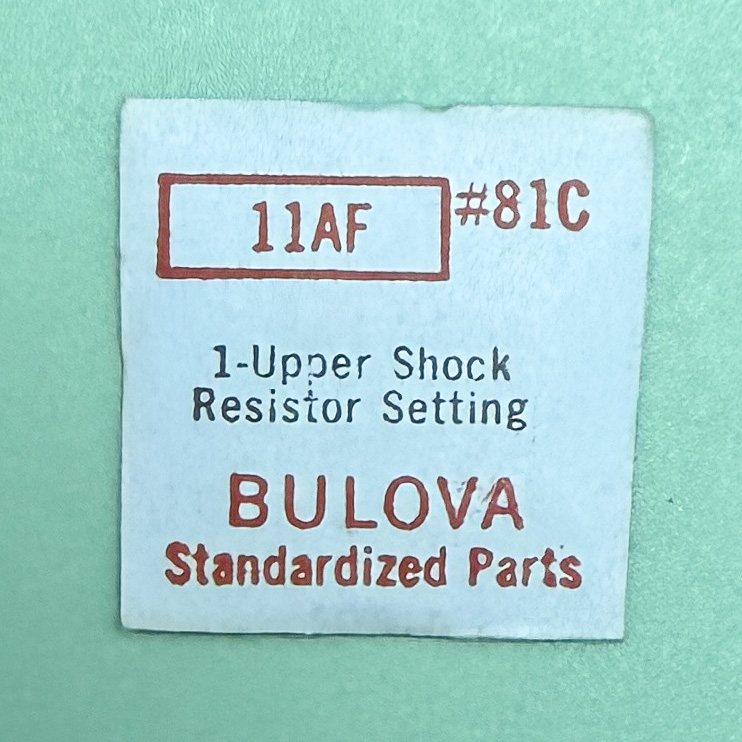 11AF #81C
1-Upper Shock
Resistor Setting
BULOVA
Standardized Parts